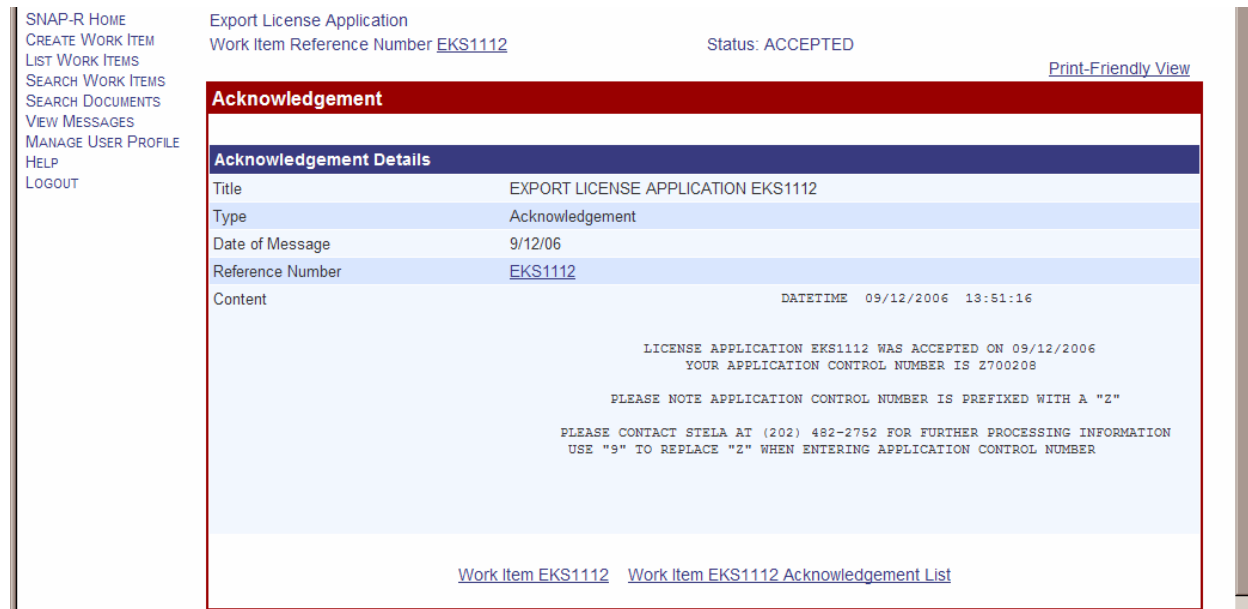 SNAP-R HOME
CREATE WORK ITEM
LIST WORK ITEMS
SEARCH WORK ITEMS
SEARCH DOCUMENTS
VIEW MESSAGES
MANAGE USER PROFILE
HELP
LOGOUT
Export License Application
Work Item Reference Number EKS1112 Status: ACCEPTED
Print-Friendly View
Acknowledgement
Acknowledgement Details
Title EXPORT LICENSE APPLICATION EKS1112
Type Acknowledgement
Date of Message 9/12/06
Reference Number EKS1112
Content DATETIME 09/12/2006 13:51:16
LICENSE APPLICATION EKS1112 WAS ACCEPTED ON 09/12/2006
YOUR APPLICATION CONTROL NUMBER IS Z700208
PLEASE NOTE APPLICATION CONTROL NUMBER IS PREFIXED WITH A "Z"
PLEASE CONTACT STELA AT (202) 482-2752 FOR FURTHER PROCESSING INFORMATION
USE "9" TO REPLACE "Z" WHEN ENTERING APPLICATION CONTROL NUMBER
Work Item EKS1112 Work Item EKS1112 Acknowledgement List